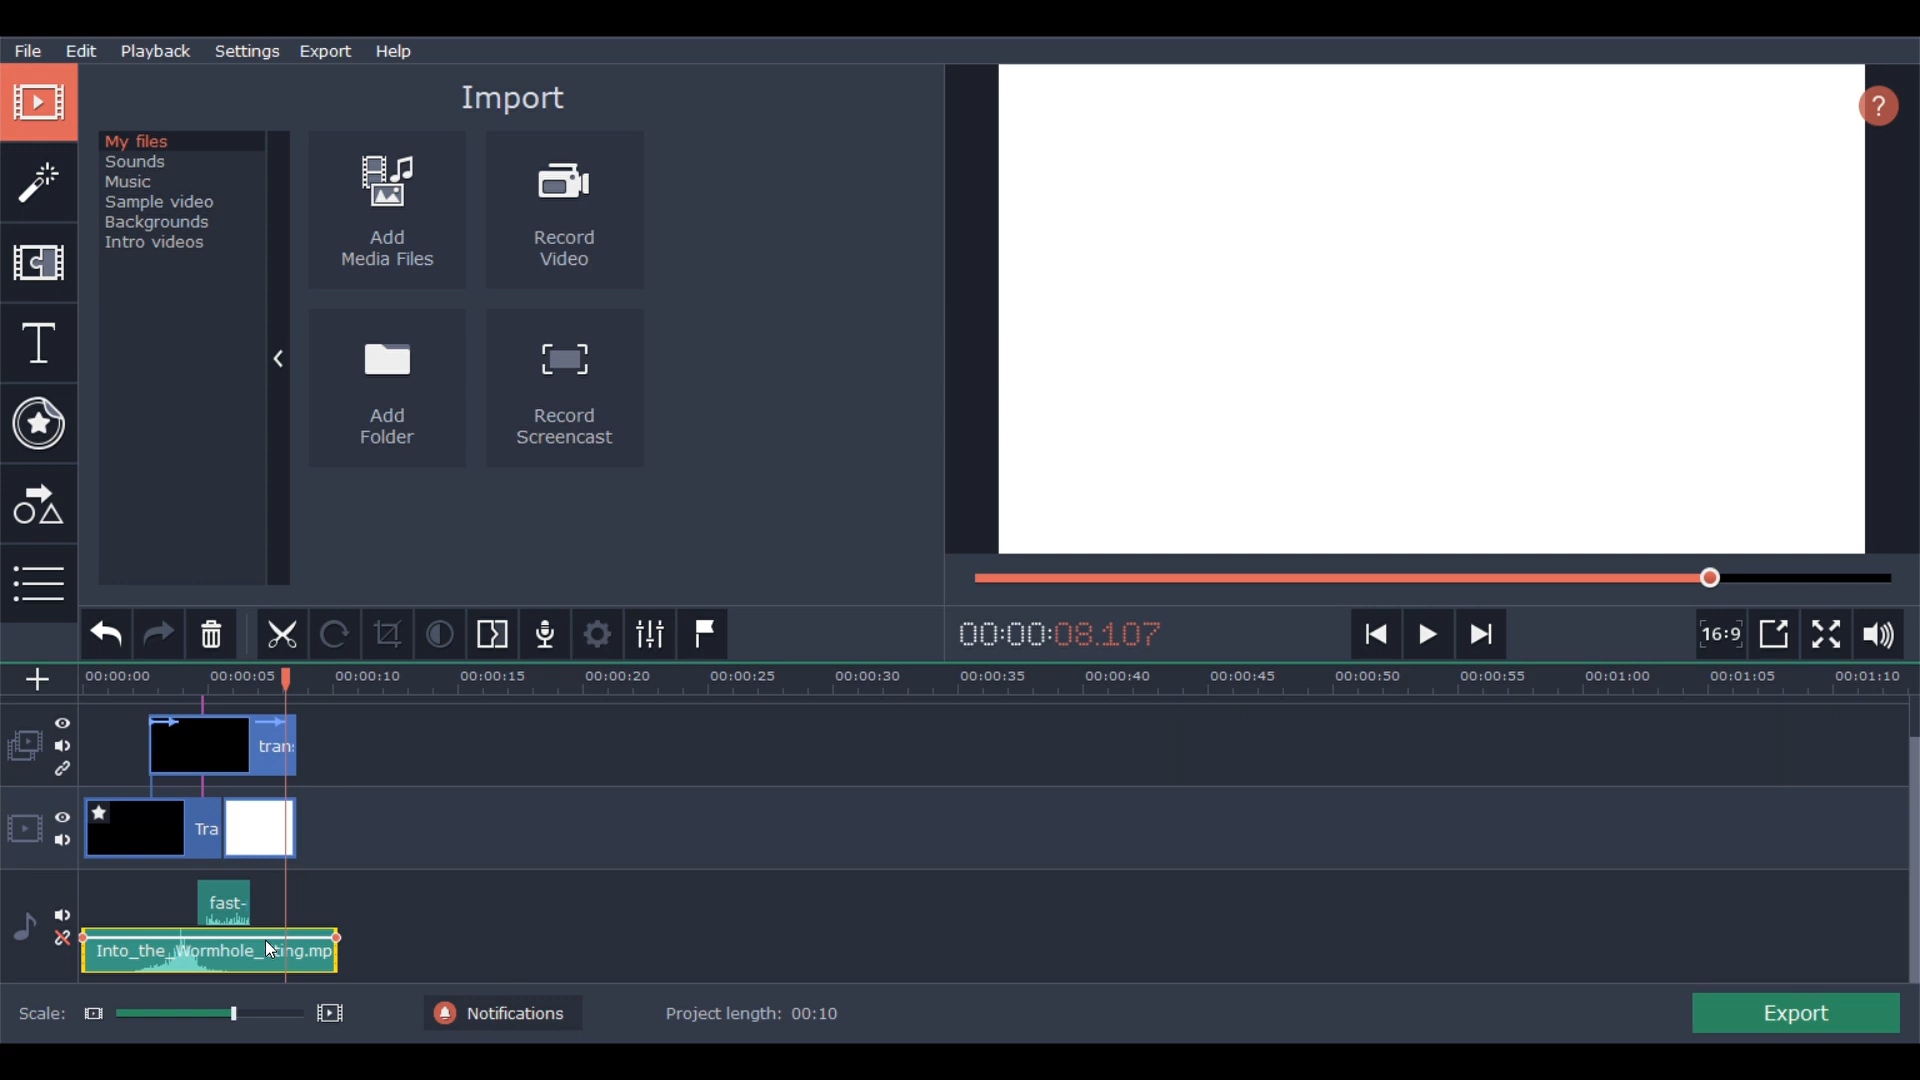 File Edit Playback Settings Export Help
Import
?
My files
Sounds
Music
Sample video
Backgrounds
Intro videos
Add
Media Files
Record
Video
Add
Folder
Record
Screencast
00:00:08.107
16:9
00:00:00 00:00:05 00:00:10 00:00:15 00:00:20 00:00:25 00:00:30 00:00:35 00:00:40 00:00:45 00:00:50 00:00:55 00:01:00 00:01:05 00:01:10
tran
Tra
fast-
Into_the_Wormhole_ ing.mp
Scale:
Notifications
Project length: 00:10
Export